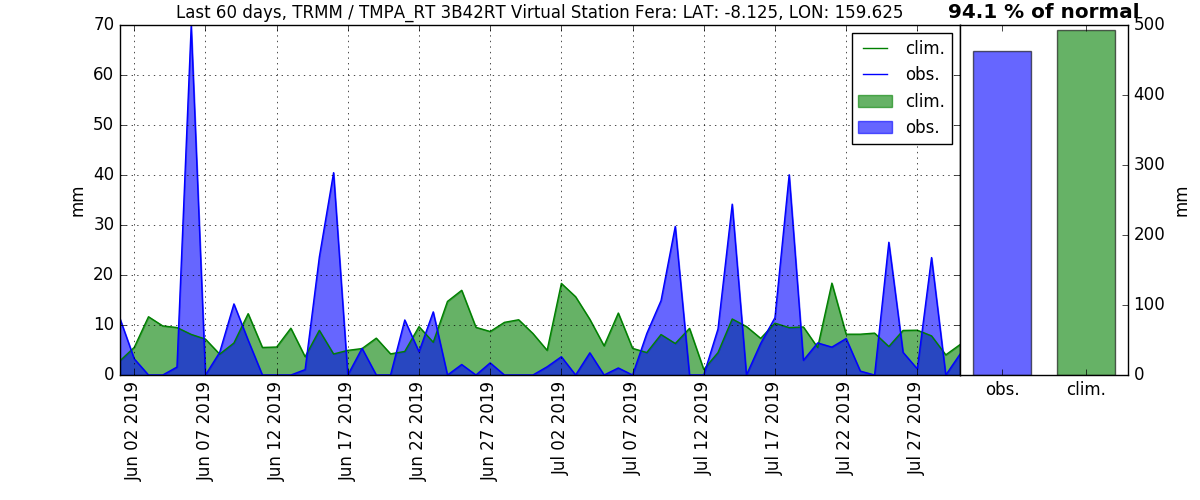 Last 60 days, TRMM / TMPA_RT 3B42RT Virtual Station Fera: LAT: -8.125, LON: 159.625
94.1 % of normal
70
60
50
40
30
20
10
0
mm
clim.
obs.
clim.
obs.
Jun 02 2019
Jun 07 2019
Jun 12 2019
Jun 17 2019
Jun 22 2019
Jun 27 2019
Jul 02 2019
Jul 07 2019
Jul 12 2019
Jul 17 2019
Jul 22 2019
Jul 27 2019
500
400
300
200
100
0
mm
obs.
clim.